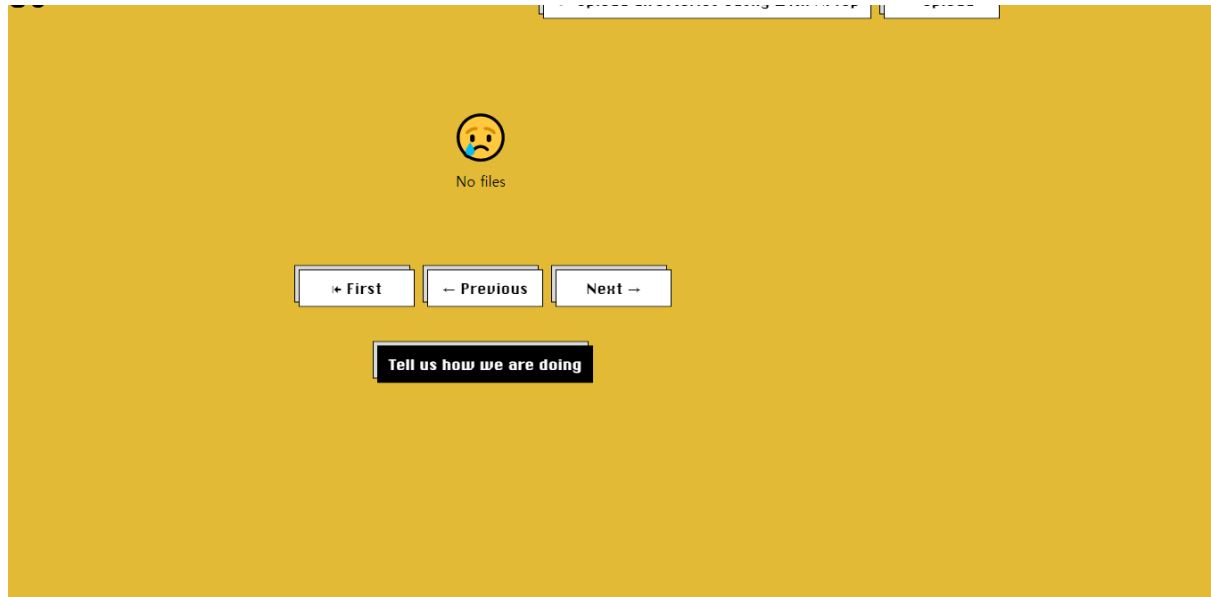 No files
⇤ First
← Previous
Next →
Tell us how we are doing